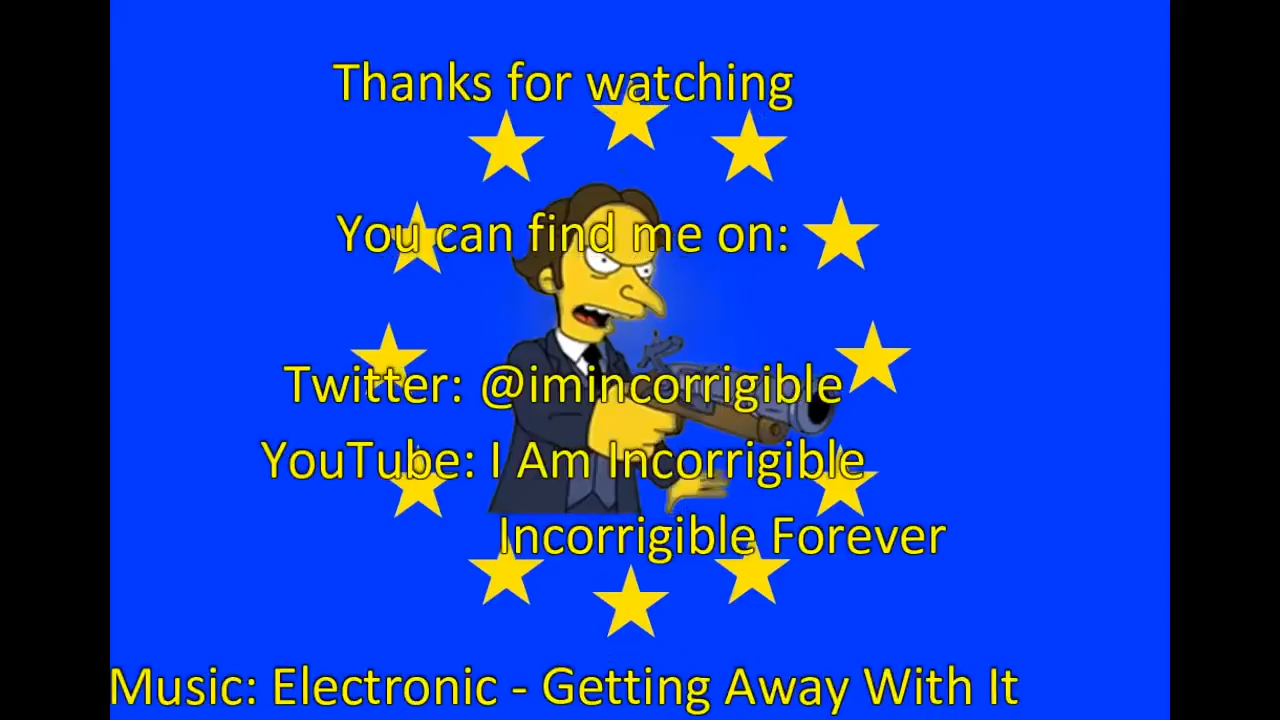 Thanks for watching
You can find me on:
Twitter: @imincorrigible
YouTube: I Am Incorrigible
Incorrigible Forever
Music: Electronic - Getting Away With It